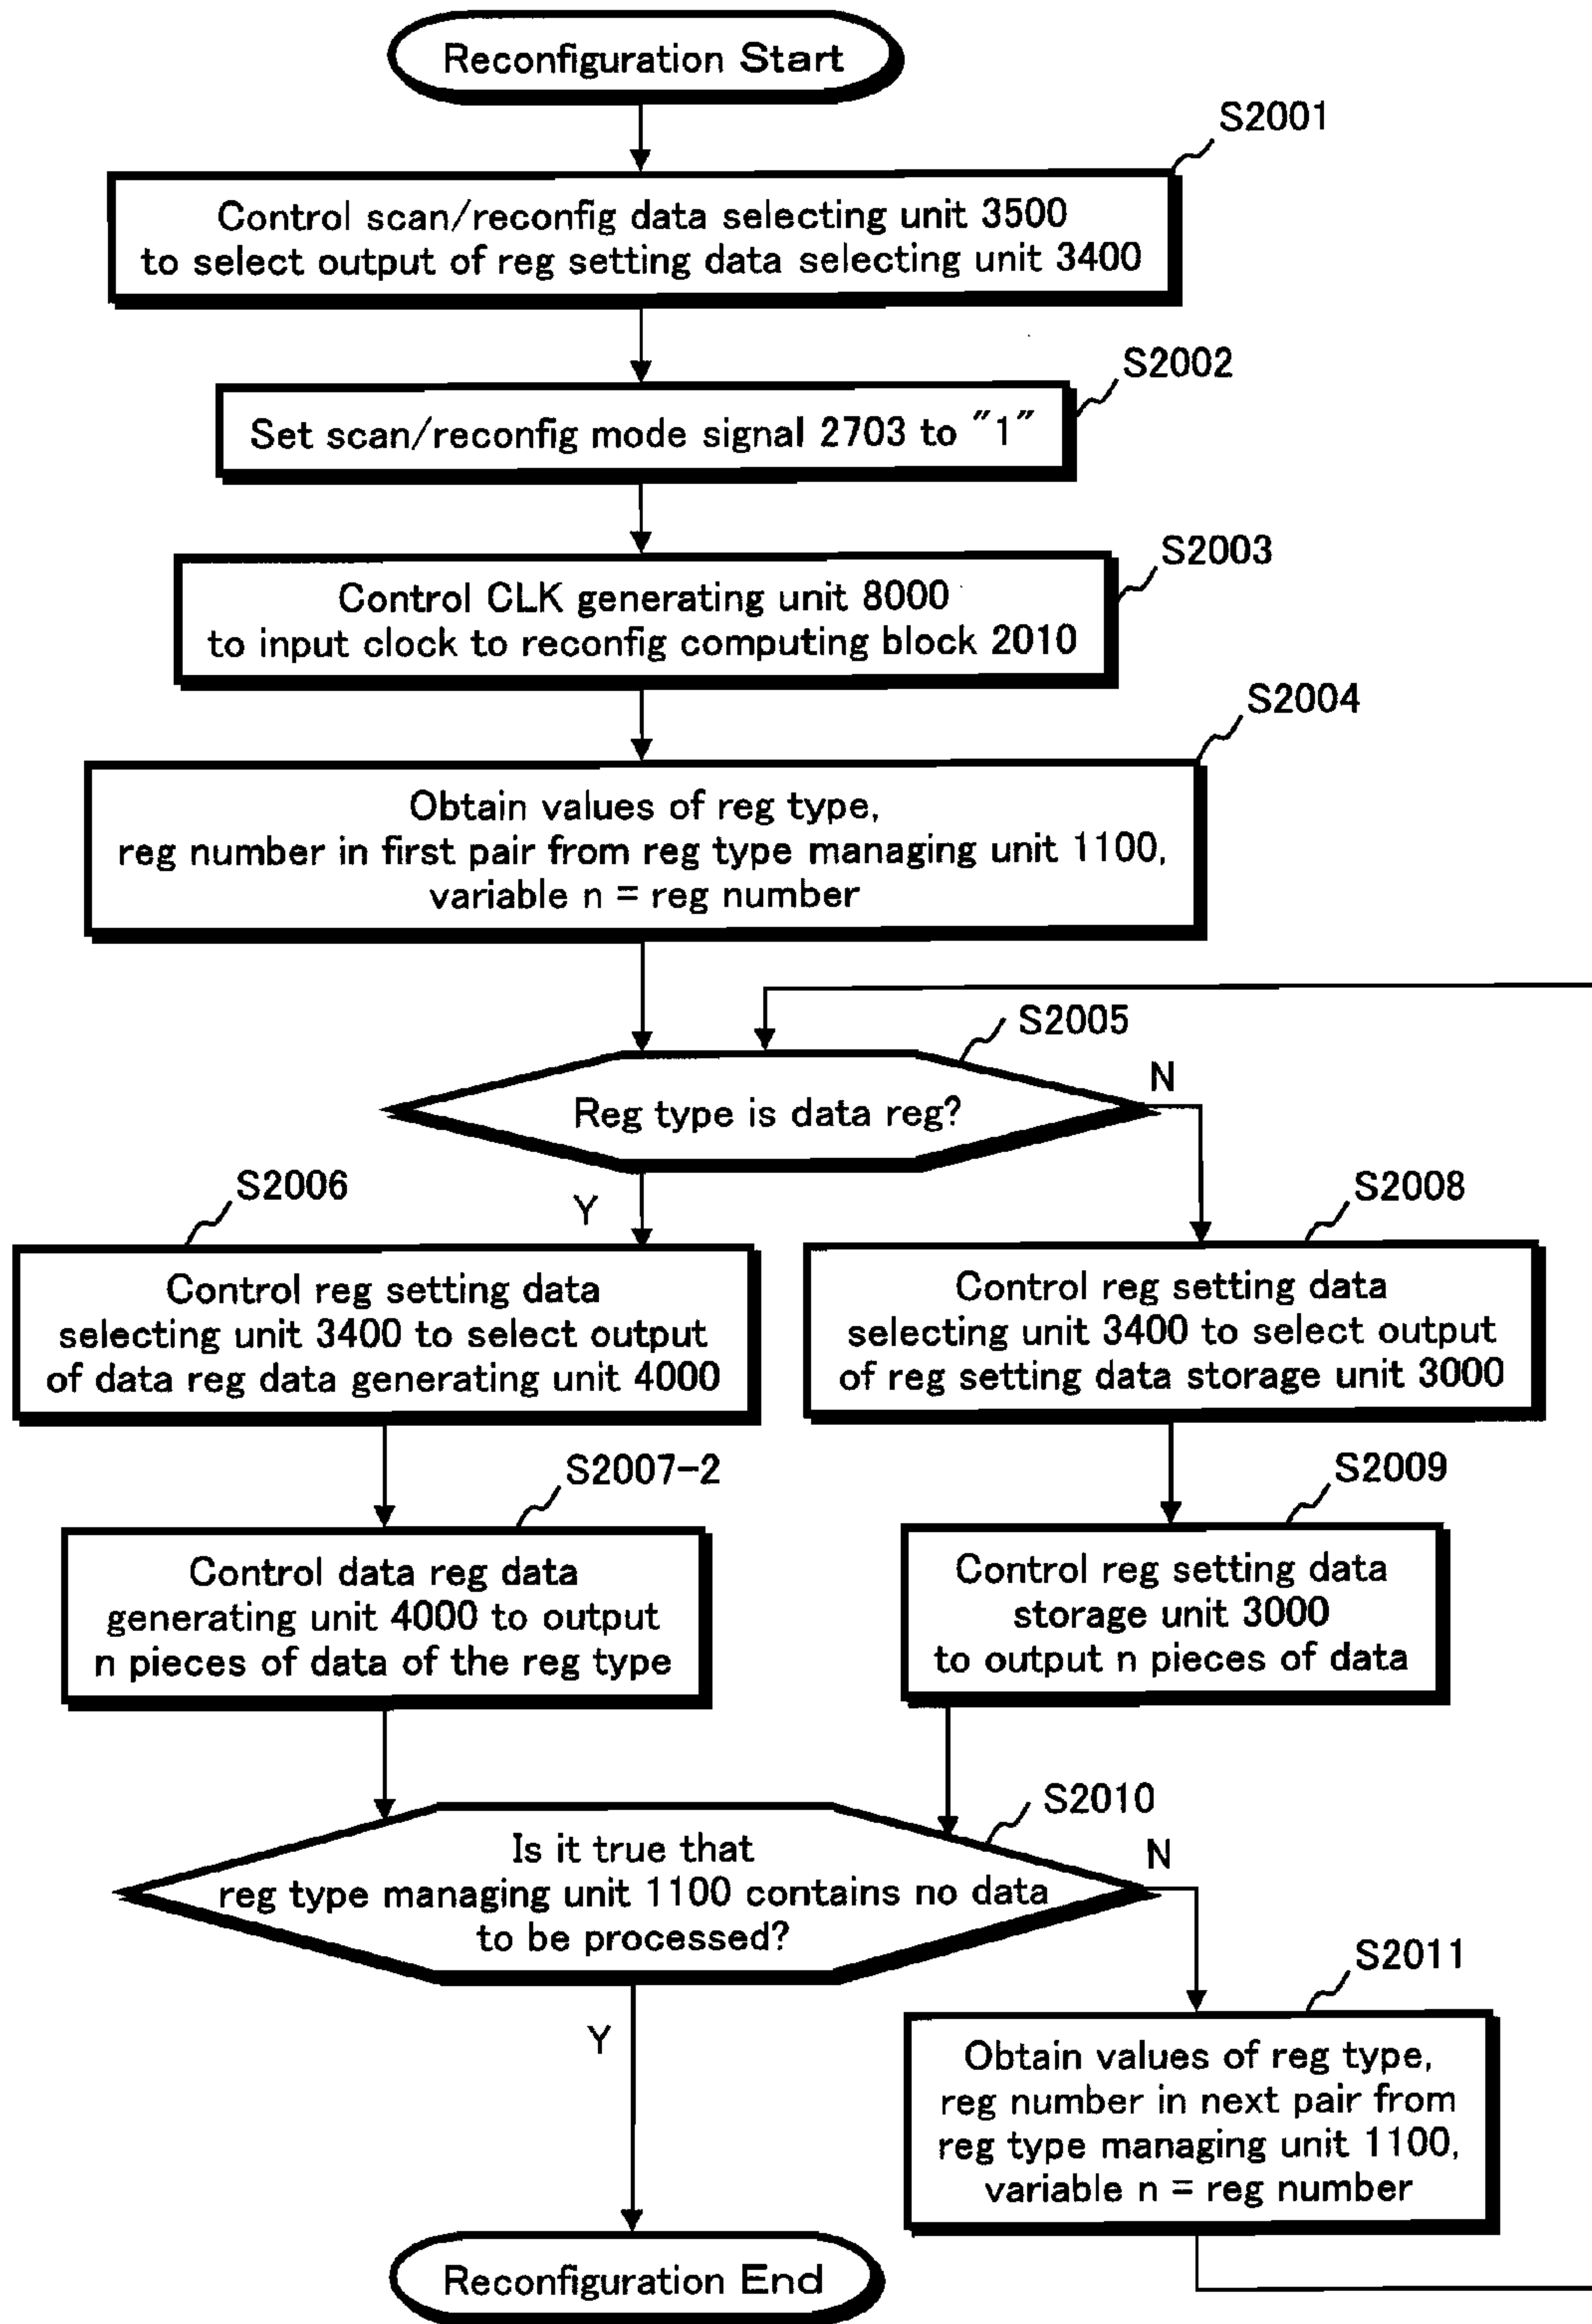 Reconfiguration Start
S2001
Control scan/reconfig data selecting unit 3500
to select output of reg setting data selecting unit 3400
S2002
Set scan/reconfig mode signal 2703 to "1"
S2003
Control CLK generating unit 8000
to input clock to reconfig computing block 2010
S2004
Obtain values of reg type,
reg number in first pair from reg type managing unit 1100,
variable n = reg number
S2005
Reg type is data reg?
N
Y
S2006
Control reg setting data
selecting unit 3400 to select output
of data reg data generating unit 4000
S2008
Control reg setting data
selecting unit 3400 to select output
of reg setting data storage unit 3000
S2007-2
Control data reg data
generating unit 4000 to output
n pieces of data of the reg type
S2009
Control reg setting data
storage unit 3000
to output n pieces of data
S2010
Is it true that
reg type managing unit 1100 contains no data
to be processed?
N
Y
S2011
Obtain values of reg type,
reg number in next pair from
reg type managing unit 1100,
variable n = reg number
Reconfiguration End